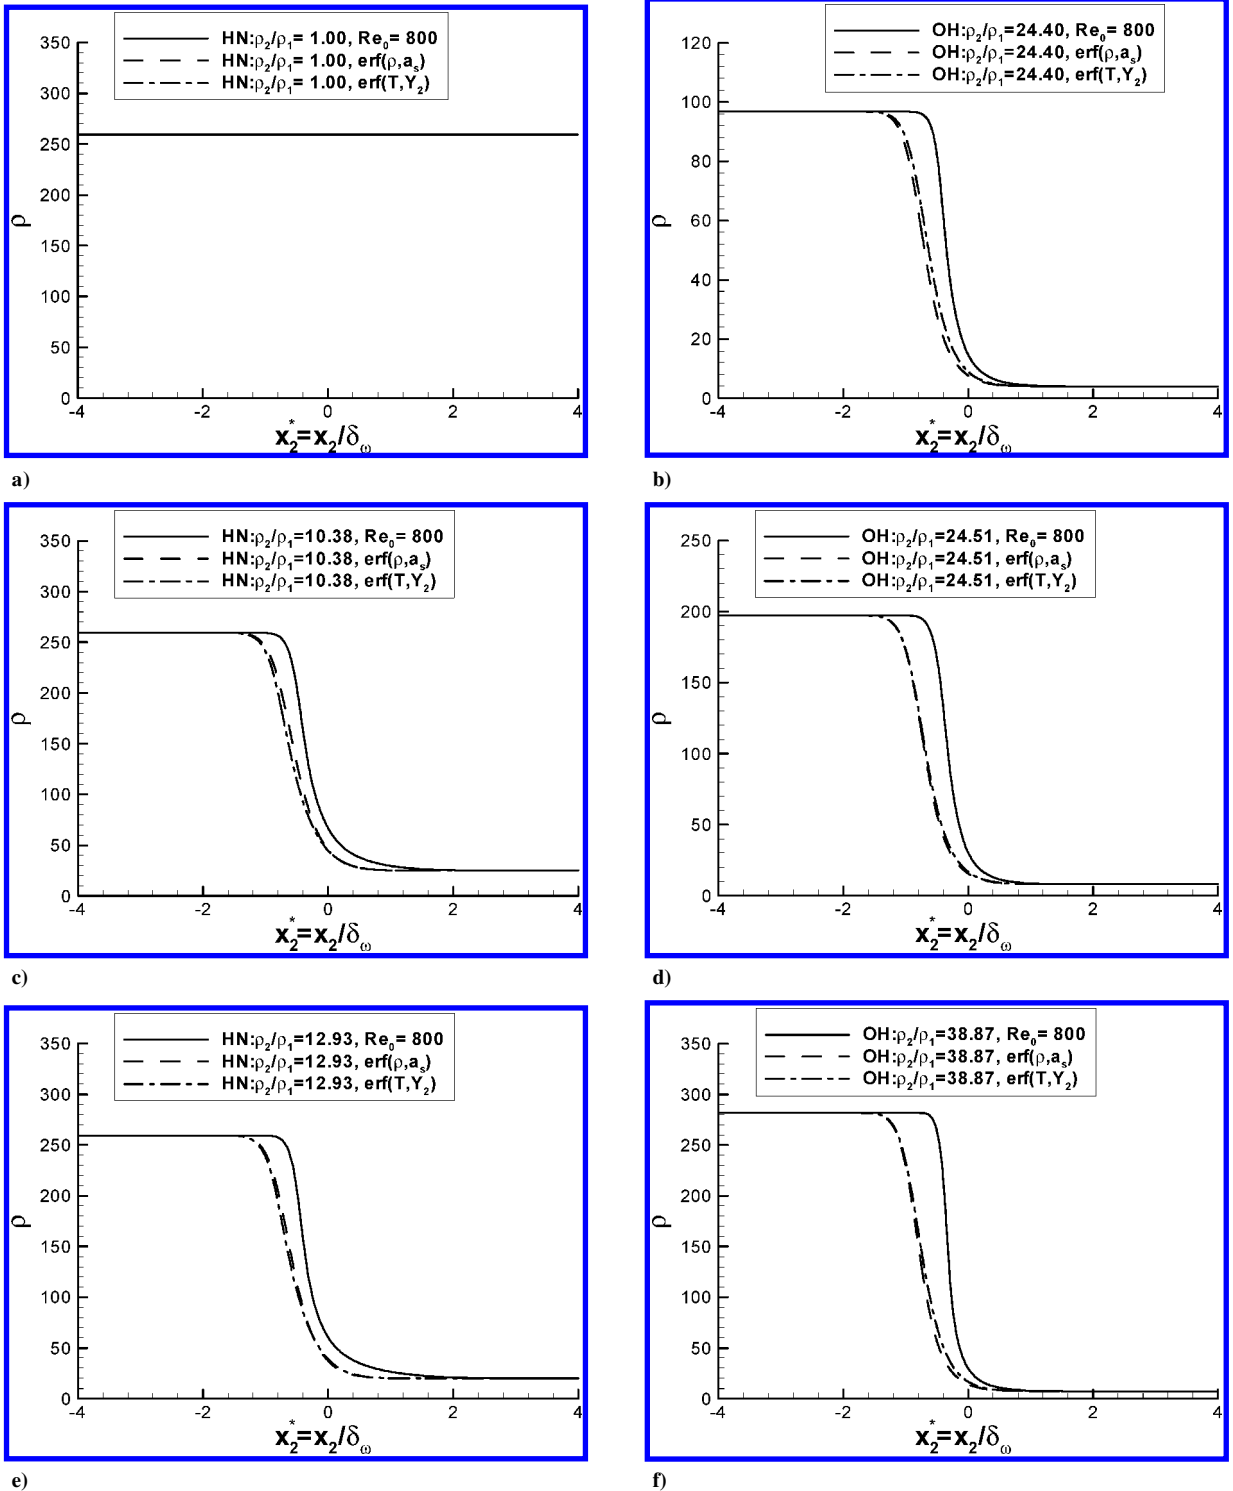 HN:ρ₂/ρ₁= 1.00, Re₀= 800
HN:ρ₂/ρ₁= 1.00, erf(ρ,aₛ)
HN:ρ₂/ρ₁= 1.00, erf(T,Y₂)
350
300
250
200
150
100
50
0
ρ
-4 -2 0 2 4
x₂*=x₂/δω
a)
OH:ρ₂/ρ₁=24.40, Re₀= 800
OH:ρ₂/ρ₁=24.40, erf(ρ,aₛ)
OH:ρ₂/ρ₁=24.40, erf(T,Y₂)
120
100
80
60
40
20
0
ρ
-4 -2 0 2 4
x₂*=x₂/δω
b)
HN:ρ₂/ρ₁=10.38, Re₀= 800
HN:ρ₂/ρ₁=10.38, erf(ρ,aₛ)
HN:ρ₂/ρ₁=10.38, erf(T,Y₂)
350
300
250
200
150
100
50
0
ρ
-4 -2 0 2 4
x₂*=x₂/δω
c)
OH:ρ₂/ρ₁=24.51, Re₀= 800
OH:ρ₂/ρ₁=24.51, erf(ρ,aₛ)
OH:ρ₂/ρ₁=24.51, erf(T,Y₂)
250
200
150
100
50
0
ρ
-4 -2 0 2 4
x₂*=x₂/δω
d)
HN:ρ₂/ρ₁=12.93, Re₀= 800
HN:ρ₂/ρ₁=12.93, erf(ρ,aₛ)
HN:ρ₂/ρ₁=12.93, erf(T,Y₂)
350
300
250
200
150
100
50
0
ρ
-4 -2 0 2 4
x₂*=x₂/δω
e)
OH:ρ₂/ρ₁=38.87, Re₀= 800
OH:ρ₂/ρ₁=38.87, erf(ρ,aₛ)
OH:ρ₂/ρ₁=38.87, erf(T,Y₂)
350
300
250
200
150
100
50
0
ρ
-4 -2 0 2 4
x₂*=x₂/δω
f)